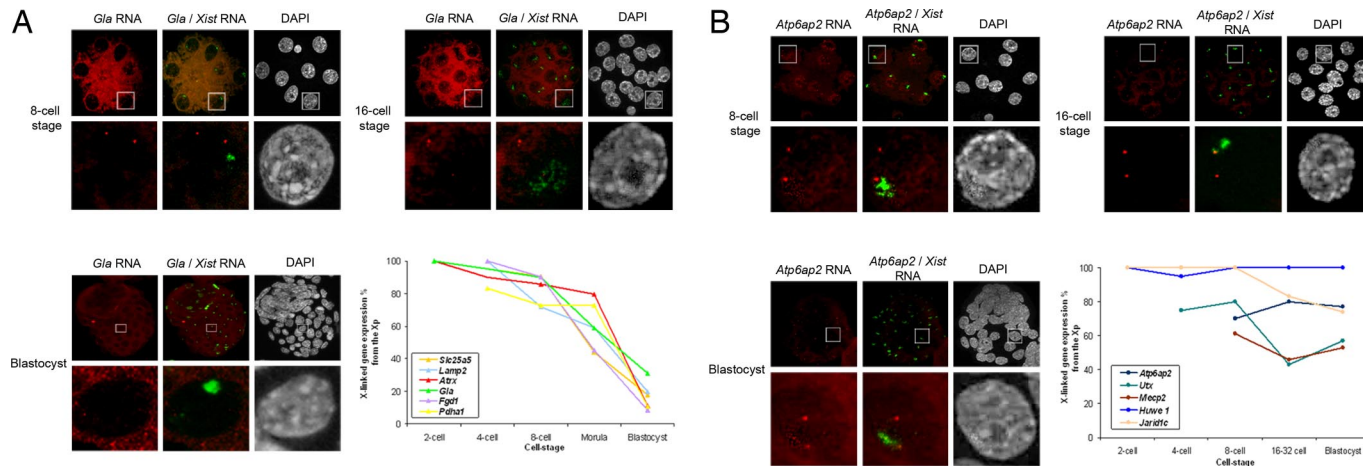 A
Gla RNA
Gla / Xist RNA
DAPI
8-cell
stage
Gla RNA
Gla / Xist RNA
DAPI
16-cell
stage
Gla RNA
Gla / Xist RNA
DAPI
Blastocyst
X-linked gene expression %
from the Xp
100
80
60
40
20
0
Slc25a5
Lamp2
Atrx
Gla
Fgd1
Pdha1
2-cell
4-cell
8-cell
Morula
Blastocyst
Cell-stage
B
Atp6ap2 RNA
Atp6ap2 / Xist
RNA
DAPI
8-cell
stage
Atp6ap2 RNA
Atp6ap2 / Xist
RNA
DAPI
16-cell
stage
Atp6ap2 RNA
Atp6ap2 / Xist
RNA
DAPI
Blastocyst
X-linked gene expression %
from the Xp
100
80
60
40
20
0
Atp6ap2
Utx
Mecp2
Huwe 1
Jarid1c
2-cell
4-cell
8-cell
16-32 cell
Blastocyst
Cell-stage